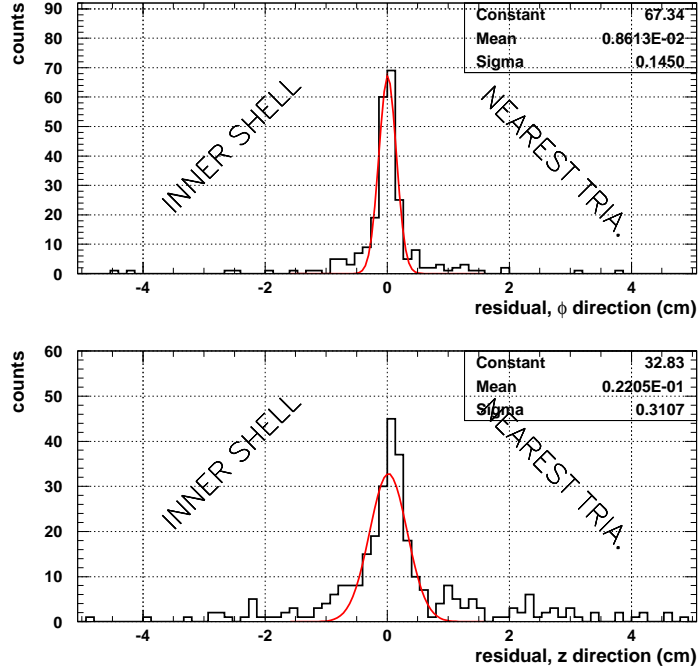 counts
90
80
70
60
50
40
30
20
10
0
Constant 67.34
Mean 0.8613E-02
Sigma 0.1450
INNER SHELL
NEAREST TRIA.
-4 -2 0 2 4
residual, ϕ direction (cm)
counts
60
50
40
30
20
10
0
Constant 32.83
Mean 0.2205E-01
Sigma 0.3107
INNER SHELL
NEAREST TRIA.
-4 -2 0 2 4
residual, z direction (cm)